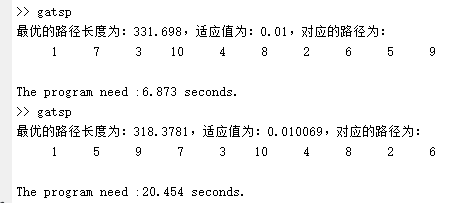 >> gatsp
最优的路径长度为：331.698，适应值为：0.01，对应的路径为：
1 7 3 10 4 8 2 6 5 9
The program need :6.873 seconds.
>> gatsp
最优的路径长度为：318.3781，适应值为：0.010069，对应的路径为：
1 5 9 7 3 10 4 8 2 6
The program need :20.454 seconds.